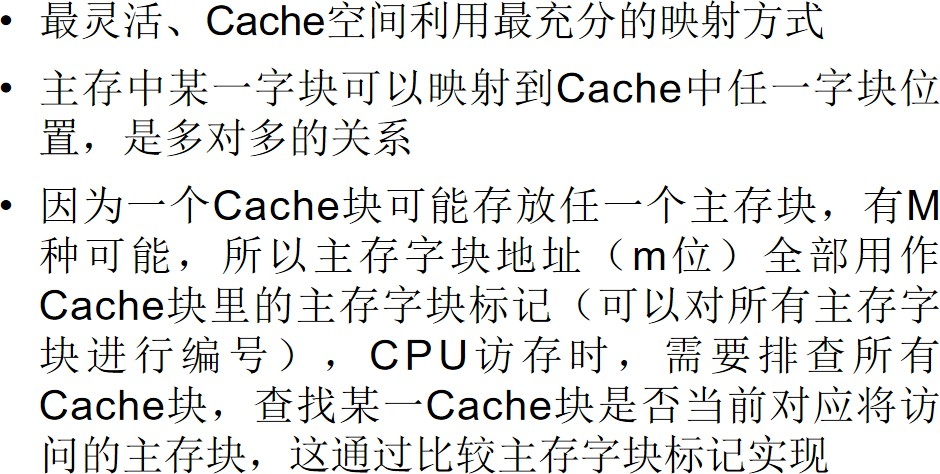 • 最灵活、Cache空间利用最充分的映射方式
• 主存中某一字块可以映射到Cache中任一字块位
置，是多对多的关系
• 因为一个Cache块可能存放任一个主存块，有M
种可能，所以主存字块地址（m位）全部用作
Cache块里的主存字块标记（可以对所有主存字
块进行编号），CPU访存时，需要排查所有
Cache块，查找某一Cache块是否当前对应将访
问的主存块，这通过比较主存字块标记实现